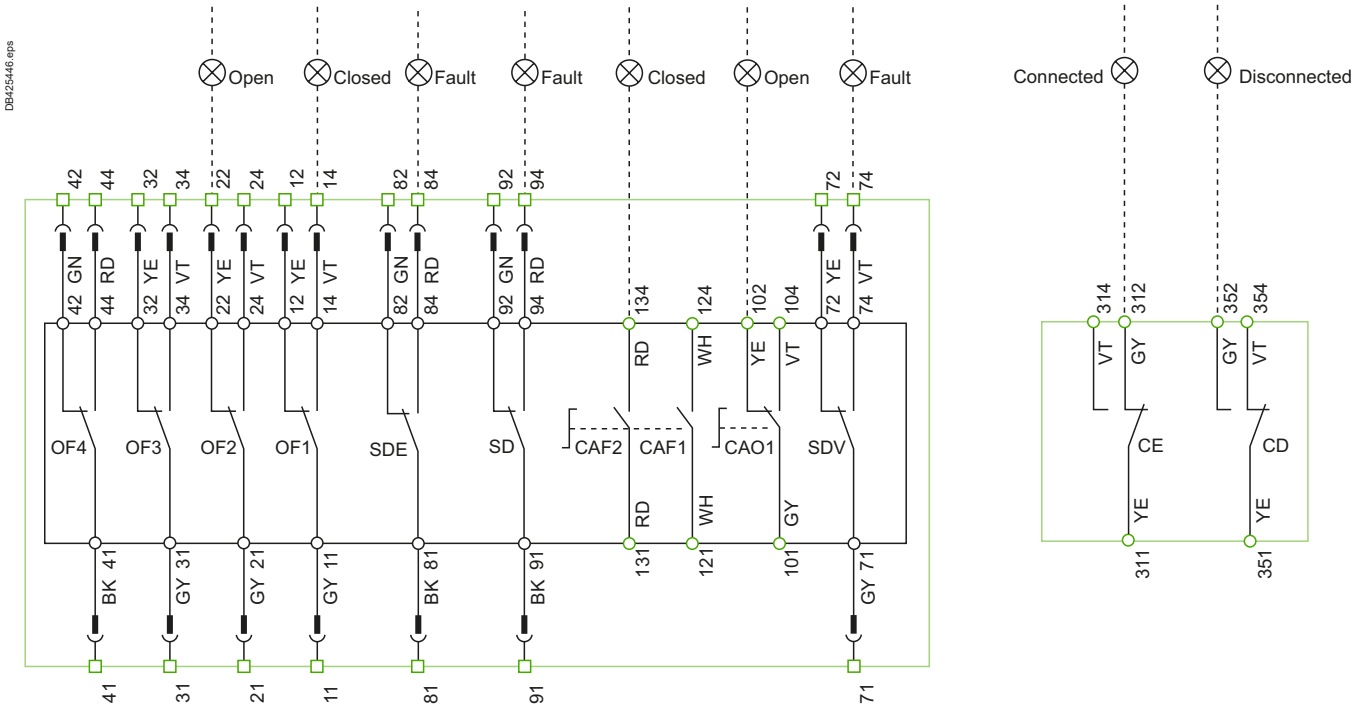 DB425446.eps
Open Closed Fault Fault Closed Open Fault Connected Disconnected
42 44 32 34 22 24 12 14 82 84 92 94 72 74
GN RD YE VT YE VT YE VT GN RD GN RD YE VT
42 44 32 34 22 24 12 14 82 84 92 94 134 124 102 104 72 74 314 312 352 354
RD WH YE VT VT GY GY VT
OF4 OF3 OF2 OF1 SDE SD CAF2 CAF1 CAO1 SDV CE CD
RD WH GY YE YE
41 31 21 11 81 91 131 121 101 71 311 351
BK GY GY GY BK BK GY
41 31 21 11 81 91 71